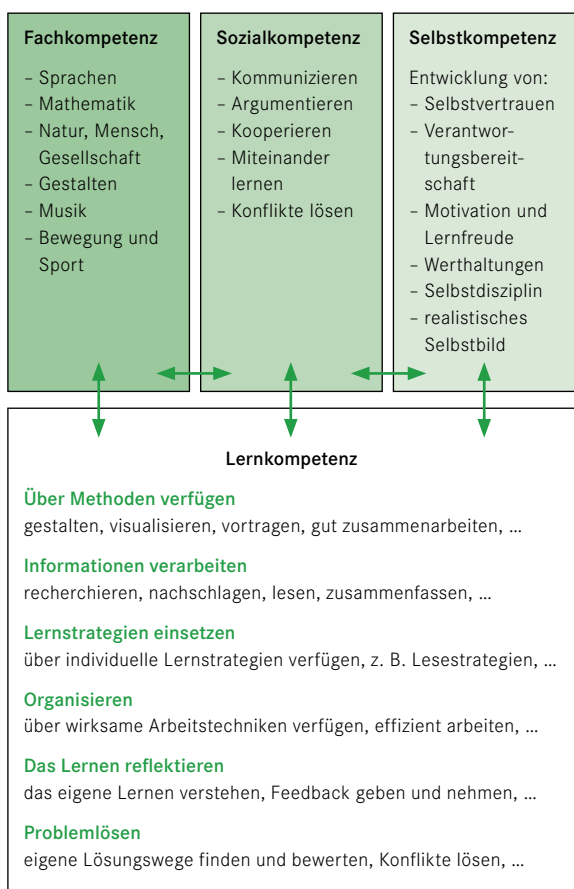 Fachkompetenz
– Sprachen
– Mathematik
– Natur, Mensch,
Gesellschaft
– Gestalten
– Musik
– Bewegung und
Sport
Sozialkompetenz
– Kommunizieren
– Argumentieren
– Kooperieren
– Miteinander
lernen
– Konflikte lösen
Selbstkompetenz
Entwicklung von:
– Selbstvertrauen
– Verantwor-
tungsbereit-
schaft
– Motivation und
Lernfreude
– Werthaltungen
– Selbstdisziplin
– realistisches
Selbstbild
Lernkompetenz
Über Methoden verfügen
gestalten, visualisieren, vortragen, gut zusammenarbeiten, ...
Informationen verarbeiten
recherchieren, nachschlagen, lesen, zusammenfassen, ...
Lernstrategien einsetzen
über individuelle Lernstrategien verfügen, z. B. Lesestrategien, ...
Organisieren
über wirksame Arbeitstechniken verfügen, effizient arbeiten, ...
Das Lernen reflektieren
das eigene Lernen verstehen, Feedback geben und nehmen, ...
Problemlösen
eigene Lösungswege finden und bewerten, Konflikte lösen, ...